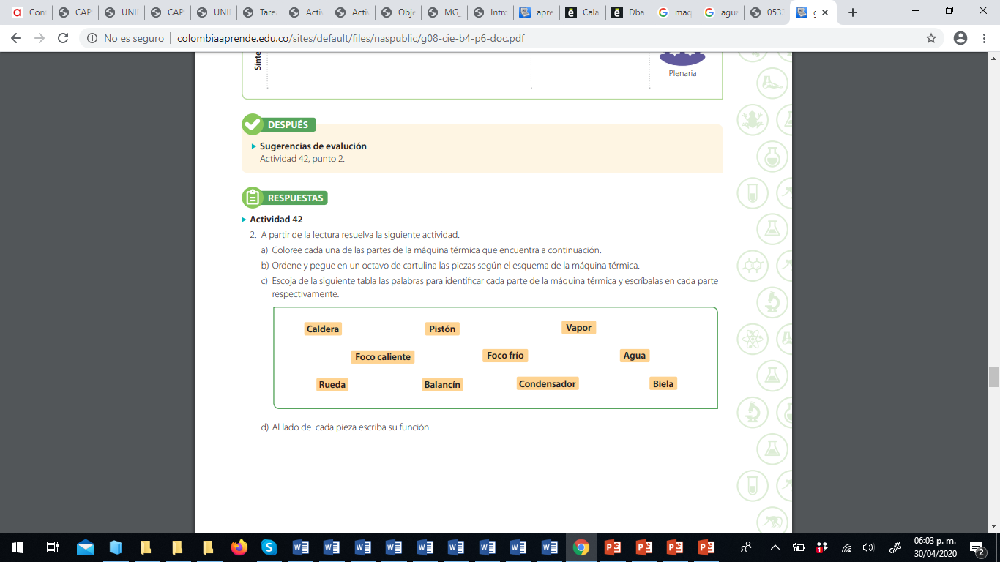 Con
CAP
UNII
CAP
UNII
Tare
Activ
Activ
Obje
MG_
Intro
apre
Cala
Dba
maq
agua
0533
g
No es seguro
colombiaaprende.edu.co/sites/default/files/naspublic/g08-cie-b4-p6-doc.pdf
Sínte
Plenaria
DESPUÉS
Sugerencias de evalución
Actividad 42, punto 2.
RESPUESTAS
Actividad 42
2. A partir de la lectura resuelva la siguiente actividad.
a) Coloree cada una de las partes de la máquina térmica que encuentra a continuación.
b) Ordene y pegue en un octavo de cartulina las piezas según el esquema de la máquina térmica.
c) Escoja de la siguiente tabla las palabras para identificar cada parte de la máquina térmica y escríbalas en cada parte
respectivamente.
Caldera Pistón Vapor
Foco caliente Foco frío Agua
Rueda Balancín Condensador Biela
d) Al lado de cada pieza escriba su función.
06:03 p. m.
30/04/2020
2